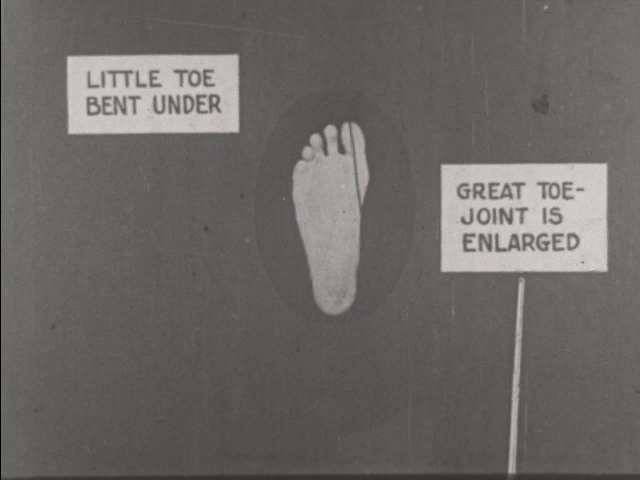 LITTLE TOE
BENT UNDER
GREAT TOE-
JOINT IS
ENLARGED